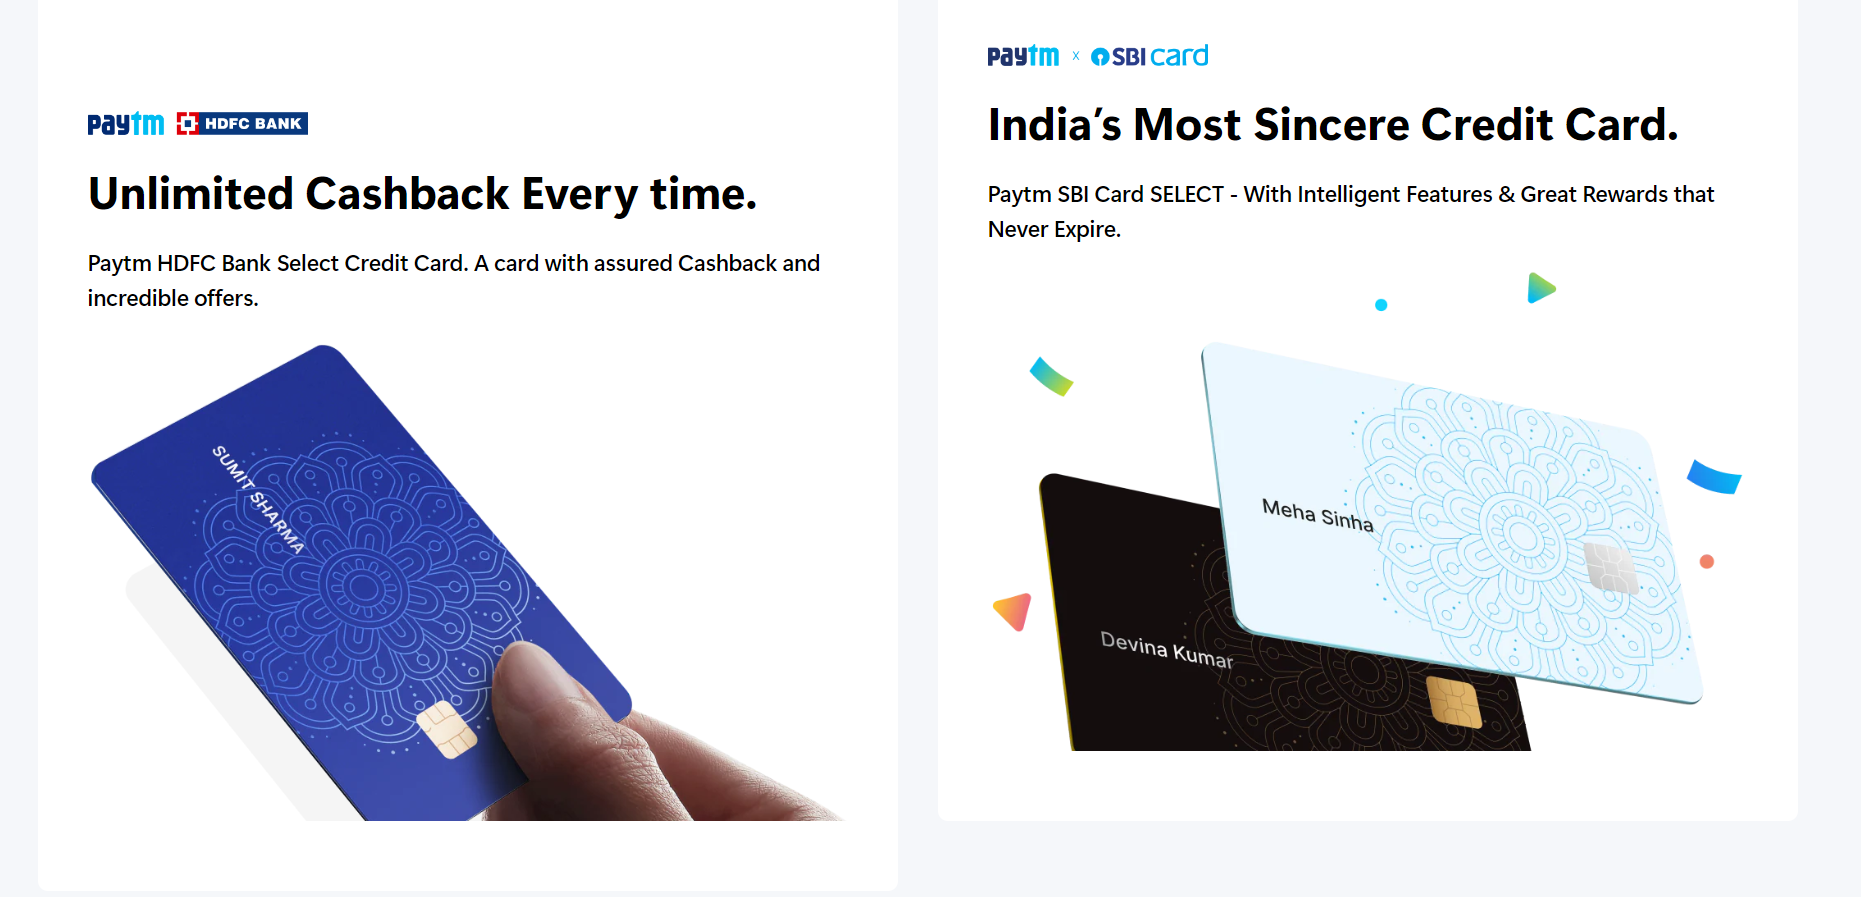 paytm HDFC BANK
Unlimited Cashback Every time.
Paytm HDFC Bank Select Credit Card. A card with assured Cashback and
incredible offers.
SUMIT SHARMA
paytm x SBI card
India’s Most Sincere Credit Card.
Paytm SBI Card SELECT - With Intelligent Features & Great Rewards that
Never Expire.
Meha Sinha
Devina Kumar